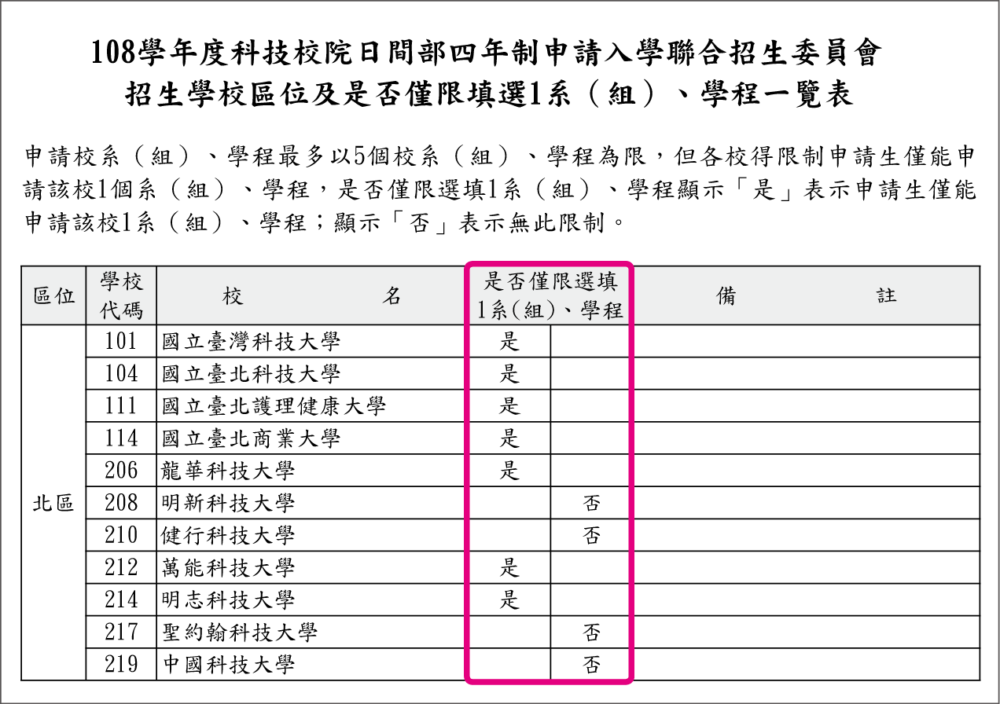 108學年度科技校院日間部四年制申請入學聯合招生委員會
招生學校區位及是否僅限填選1系（組）、學程一覽表
申請校系（組）、學程最多以5個校系（組）、學程為限，但各校得限制申請生僅能申
請該校1個系（組）、學程，是否僅限選填1系（組）、學程顯示「是」表示申請生僅能
申請該校1系（組）、學程；顯示「否」表示無此限制。
區位 學校代碼 校名 是否僅限選填1系(組)、學程 備註
北區
101 國立臺灣科技大學 是
104 國立臺北科技大學 是
111 國立臺北護理健康大學 是
114 國立臺北商業大學 是
206 龍華科技大學 是
208 明新科技大學 否
210 健行科技大學 否
212 萬能科技大學 是
214 明志科技大學 是
217 聖約翰科技大學 否
219 中國科技大學 否